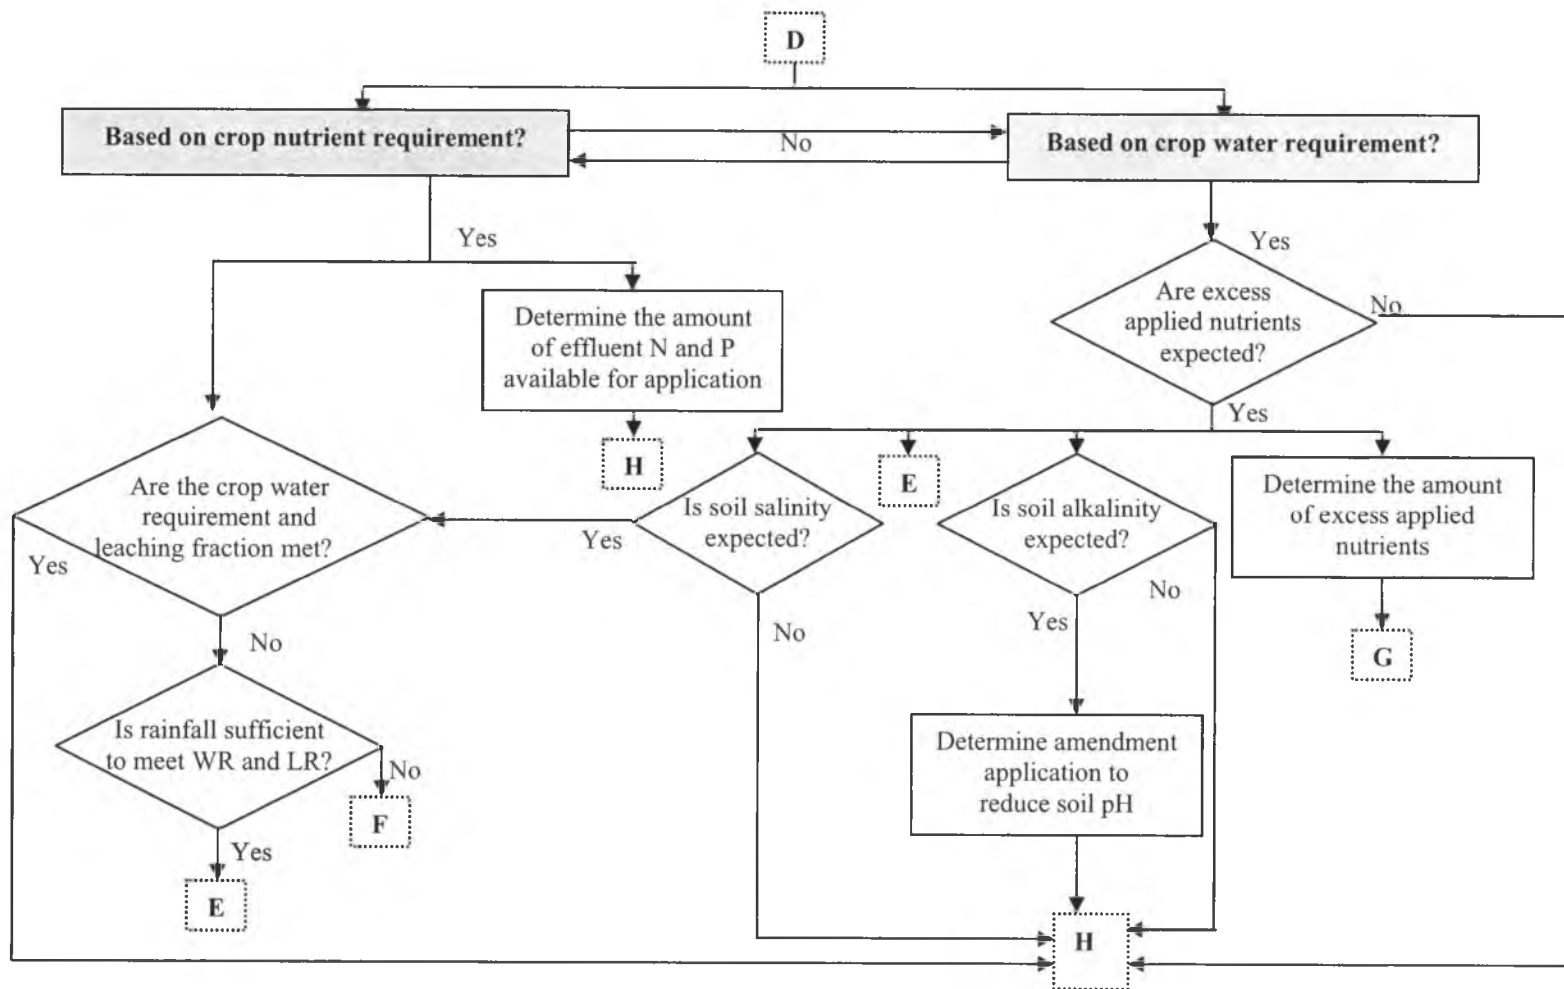 D
Based on crop nutrient requirement?
No
Based on crop water requirement?
Yes
Yes
Determine the amount
of effluent N and P
available for application
Are excess
applied nutrients
expected?
No
Yes
H
E
Are the crop water
requirement and
leaching fraction met?
Yes
Yes
Is soil salinity
expected?
Is soil alkalinity
expected?
Determine the amount
of excess applied
nutrients
No
No
Yes
No
G
Is rainfall sufficient
to meet WR and LR?
No
F
Yes
E
Determine amendment
application to
reduce soil pH
H